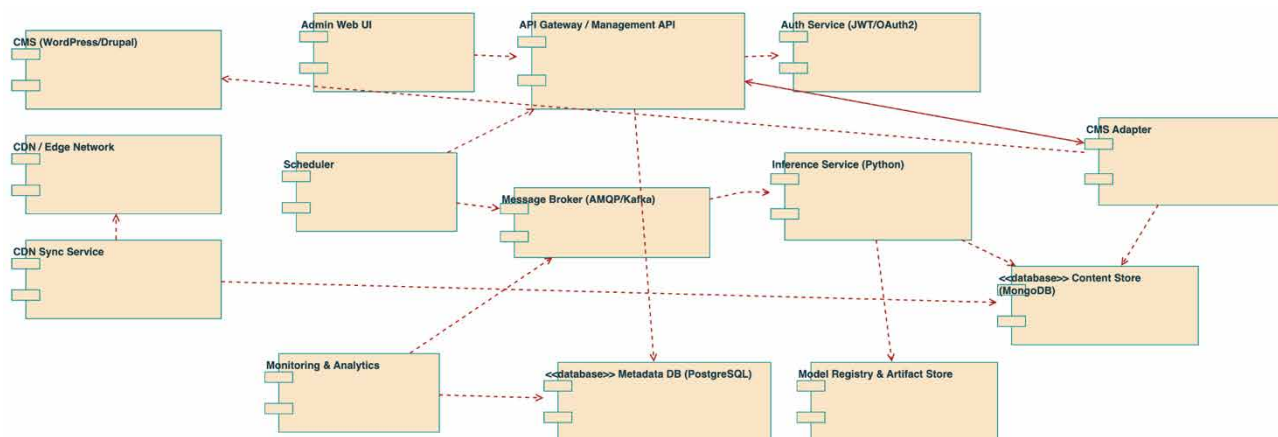 Admin Web UI
API Gateway / Management API
Auth Service (JWT/OAuth2)
CMS (WordPress/Drupal)
CMS Adapter
CDN / Edge Network
Scheduler
Inference Service (Python)
Message Broker (AMQP/Kafka)
CDN Sync Service
<<database>> Content Store
(MongoDB)
Monitoring & Analytics
<<database>> Metadata DB (PostgreSQL)
Model Registry & Artifact Store